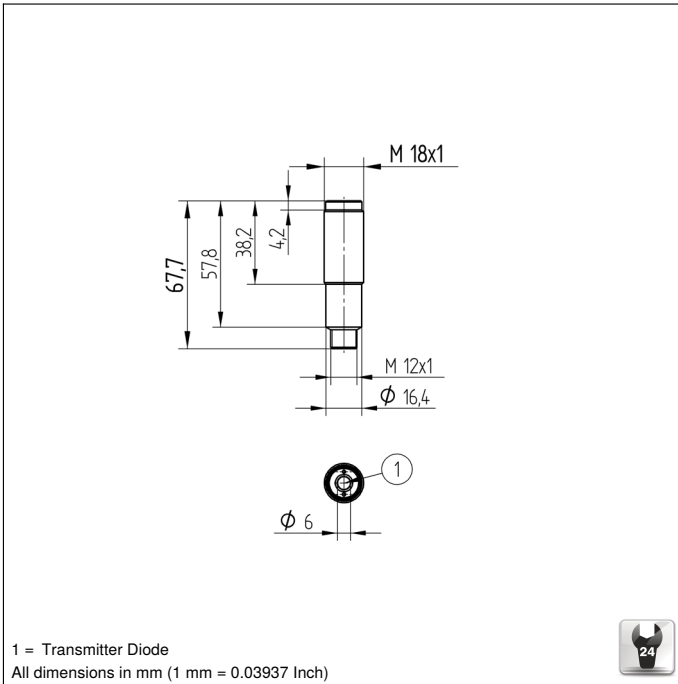 M 18x1
67,7
57,8
38,2
4,2
M 12x1
ϕ 16,4
1
ϕ 6
1 = Transmitter Diode
All dimensions in mm (1 mm = 0.03937 Inch)
24